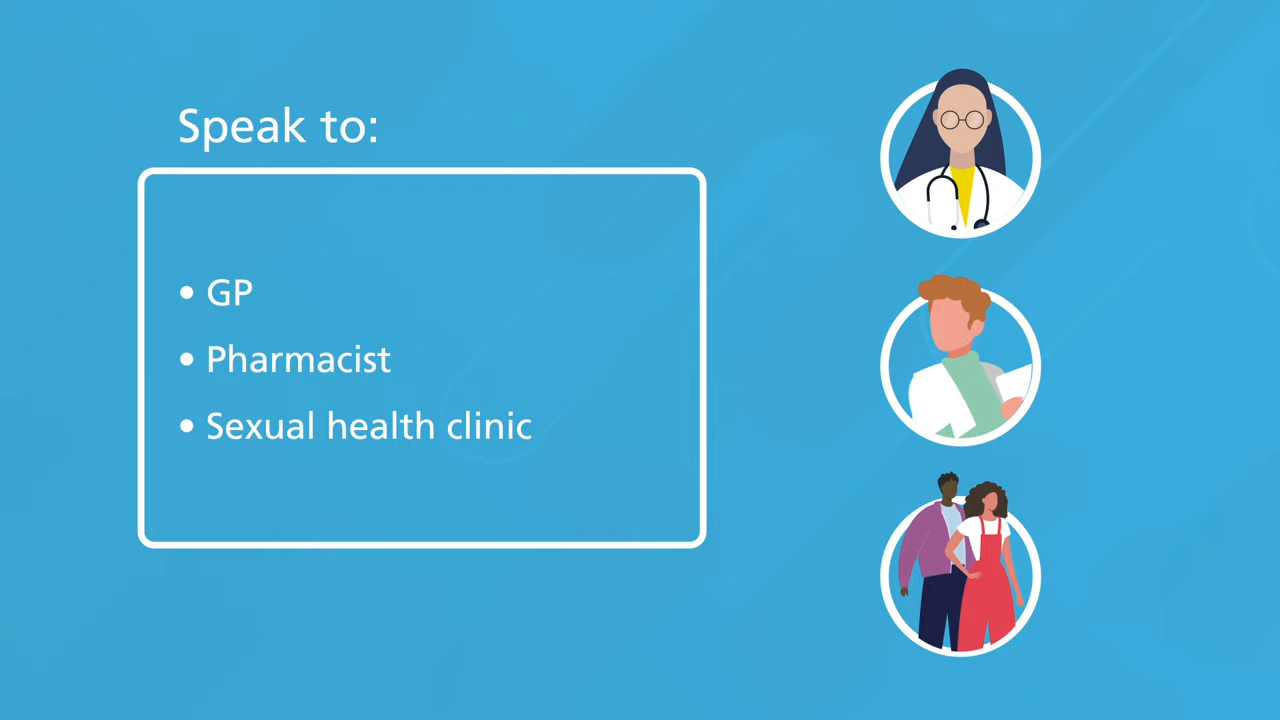 Speak to:
• GP
• Pharmacist
• Sexual health clinic